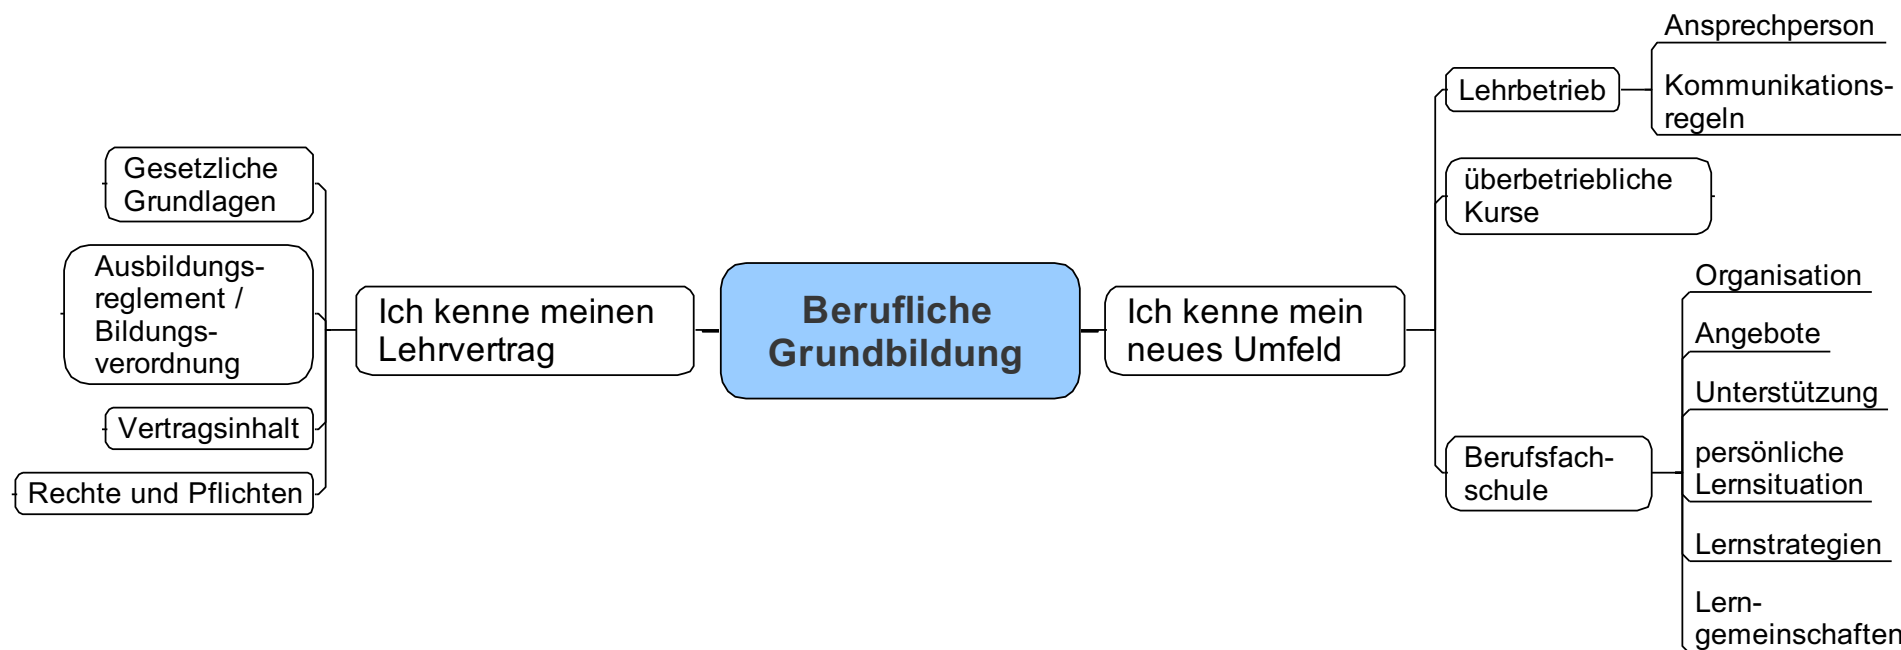 Berufliche
Grundbildung
Ich kenne meinen
Lehrvertrag
Gesetzliche
Grundlagen
Ausbildungs-
reglement /
Bildungs-
verordnung
Vertragsinhalt
Rechte und Pflichten
Ich kenne mein
neues Umfeld
Lehrbetrieb
Ansprechperson
Kommunikations-
regeln
überbetriebliche
Kurse
Berufsfach-
schule
Organisation
Angebote
Unterstützung
persönliche
Lernsituation
Lernstrategien
Lern-
gemeinschaften